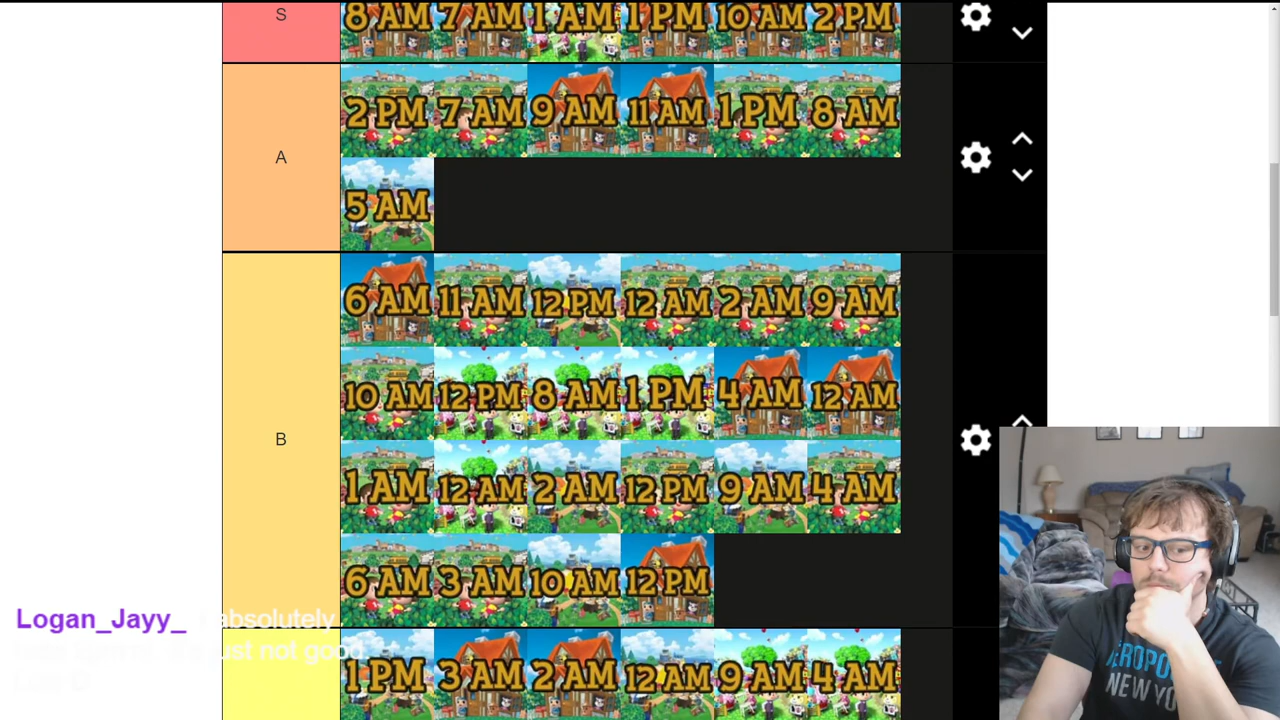 S
8 AM 7 AM 1 AM 1 PM 10 AM 2 PM
A
2 PM 7 AM 9 AM 11 AM 1 PM 8 AM
5 AM
B
6 AM 11 AM 12 PM 12 AM 2 AM 9 AM
10 AM 12 PM 8 AM 1 PM 4 AM 12 AM
1 AM 12 AM 2 AM 12 PM 9 AM 4 AM
6 AM 3 AM 10 AM 12 PM
1 PM 3 AM 2 AM 12 AM 9 AM 4 AM
Logan_Jayy_ absolutely
just not good
NEW YO